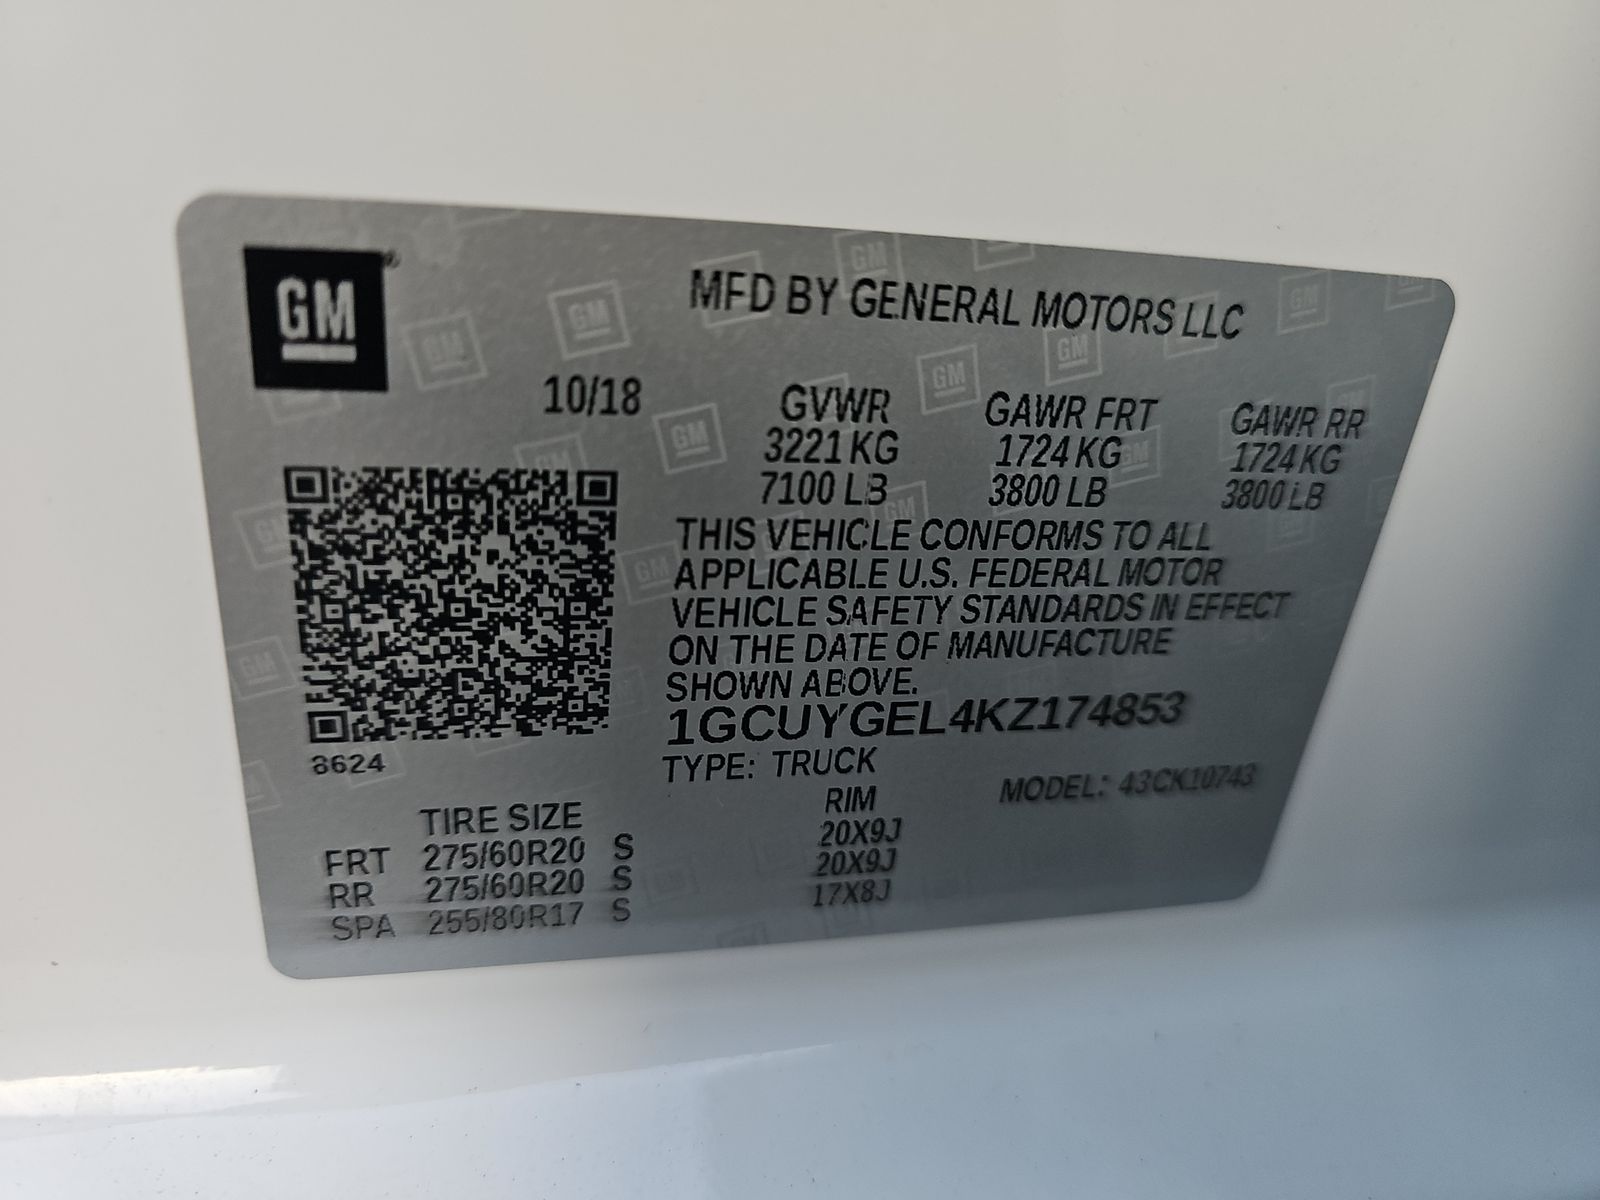 GM
MFD BY GENERAL MOTORS LLC
10/18
GVWR GAWR FRT GAWR RR
3221 KG 1724 KG 1724 KG
7100 LB 3800 LB 3800 LB
THIS VEHICLE CONFORMS TO ALL
APPLICABLE U.S. FEDERAL MOTOR
VEHICLE SAFETY STANDARDS IN EFFECT
ON THE DATE OF MANUFACTURE
SHOWN ABOVE.
1GCUYGEL4KZ174853
8624
TYPE: TRUCK MODEL: 43CK10743
TIRE SIZE RIM
FRT 275/60R20 S 20X9J
RR 275/60R20 S 20X9J
SPA 255/80R17 S 17X8J